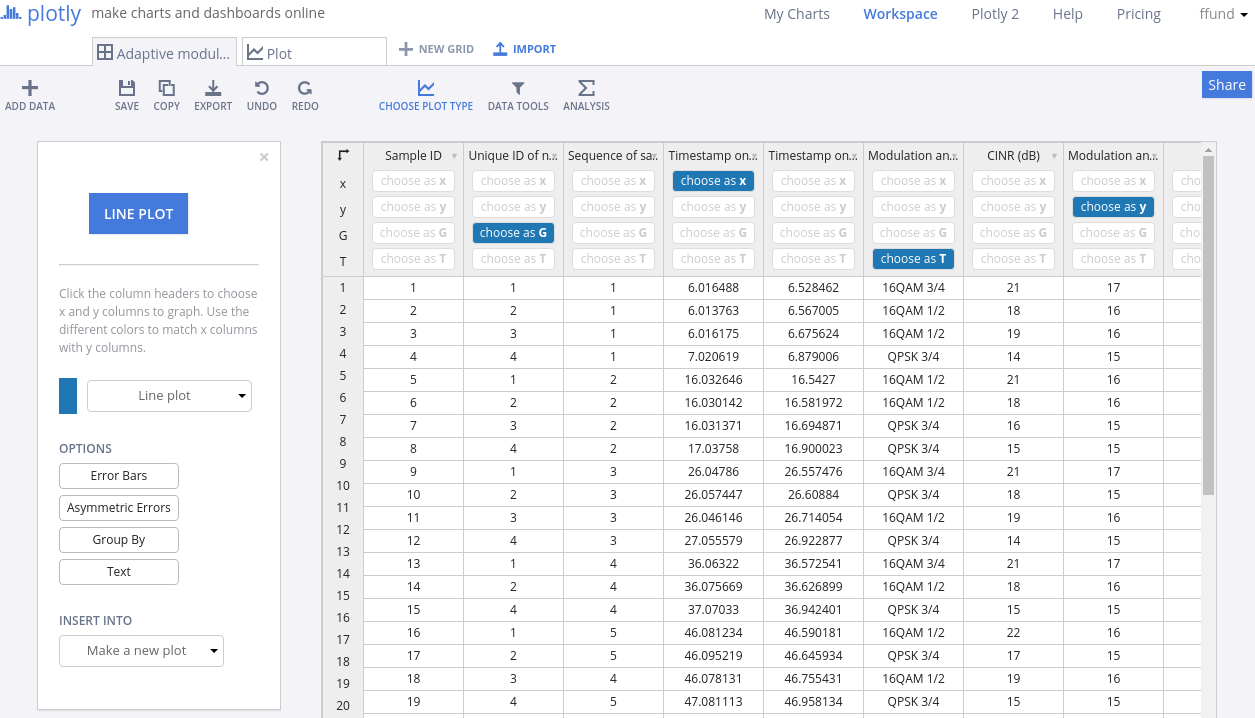 plotly make charts and dashboards online My Charts Workspace Plotly 2 Help Pricing ffund
Adaptive modul... Plot NEW GRID IMPORT
ADD DATA SAVE COPY EXPORT UNDO REDO CHOOSE PLOT TYPE DATA TOOLS ANALYSIS Share
×
LINE PLOT
Click the column headers to choose
x and y columns to graph. Use the
different colors to match x columns
with y columns.
Line plot
OPTIONS
Error Bars
Asymmetric Errors
Group By
Text
INSERT INTO
Make a new plot
Sample ID Unique ID of n... Sequence of sa... Timestamp on... Timestamp on... Modulation an... CINR (dB) Modulation an...
x choose as x choose as x choose as x choose as x choose as x choose as x choose as x choose as x cho
y choose as y choose as y choose as y choose as y choose as y choose as y choose as y choose as y cho
G choose as G choose as G choose as G choose as G choose as G choose as G choose as G choose as G cho
T choose as T choose as T choose as T choose as T choose as T choose as T choose as T choose as T cho
1 1 1 1 6.016488 6.528462 16QAM 3/4 21 17
2 2 2 1 6.013763 6.567005 16QAM 1/2 18 16
3 3 3 1 6.016175 6.675624 16QAM 1/2 19 16
4 4 4 1 7.020619 6.879006 QPSK 3/4 14 15
5 5 1 2 16.032646 16.5427 16QAM 1/2 21 16
6 6 2 2 16.030142 16.581972 16QAM 1/2 18 16
7 7 3 2 16.031371 16.694871 QPSK 3/4 16 15
8 8 4 2 17.03758 16.900023 QPSK 3/4 15 15
9 9 1 3 26.04786 26.557476 16QAM 3/4 21 17
10 10 2 3 26.057447 26.60884 QPSK 3/4 18 15
11 11 3 3 26.046146 26.714054 16QAM 1/2 19 16
12 12 4 3 27.055579 26.922877 QPSK 3/4 14 15
13 13 1 4 36.06322 36.572541 16QAM 3/4 21 17
14 14 2 4 36.075669 36.626899 16QAM 1/2 18 16
15 15 4 4 37.07033 36.942401 QPSK 3/4 15 15
16 16 1 5 46.081234 46.590181 16QAM 1/2 22 16
17 17 2 5 46.095219 46.645934 QPSK 3/4 17 15
18 18 3 4 46.078131 46.755431 16QAM 1/2 19 16
19 19 4 5 47.081113 46.958134 QPSK 3/4 15 15
20